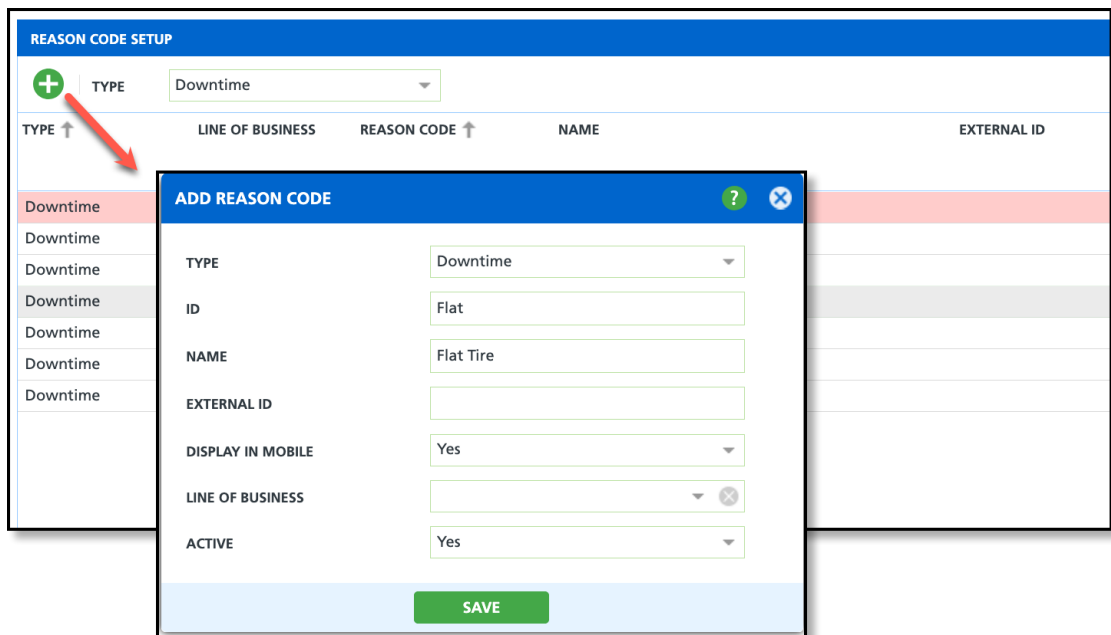 REASON CODE SETUP
TYPE Downtime
TYPE LINE OF BUSINESS REASON CODE NAME EXTERNAL ID
ADD REASON CODE ?
Downtime
Downtime
Downtime
Downtime
Downtime
Downtime
Downtime
TYPE Downtime
ID Flat
NAME Flat Tire
EXTERNAL ID
DISPLAY IN MOBILE Yes
LINE OF BUSINESS
ACTIVE Yes
SAVE